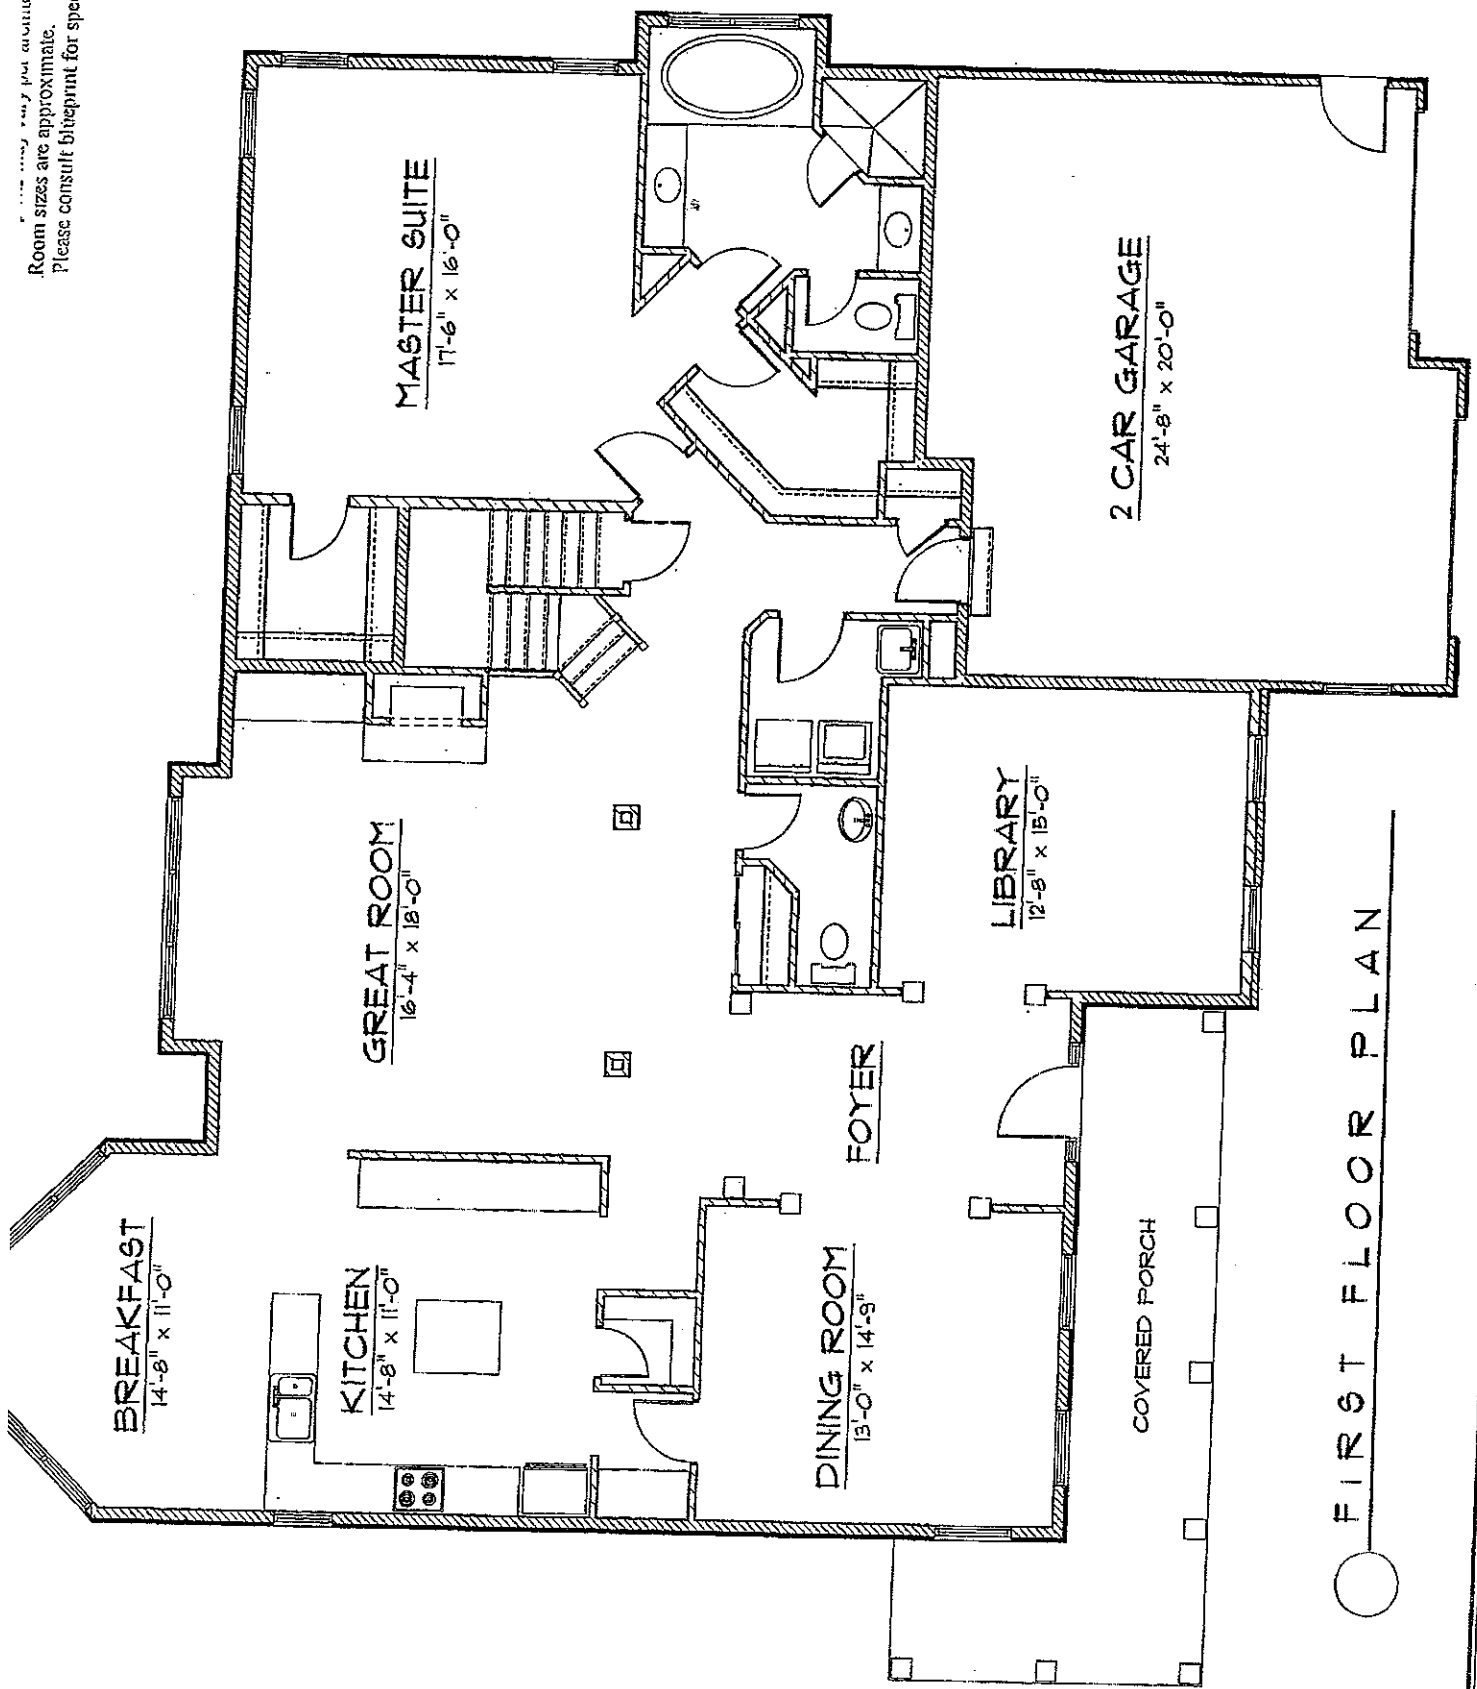 Room sizes are approximate.
Please consult blueprint for
BREAKFAST
14'-8" x 11'-0"
GREAT ROOM
16'-4" x 18'-0"
MASTER SUITE
17'-6" x 16'-0"
KITCHEN
14'-8" x 11'-0"
DINING ROOM
13'-0" x 14'-9"
FOYER
LIBRARY
12'-8" x 15'-0"
2 CAR GARAGE
24'-8" x 20'-0"
COVERED PORCH
FIRST FLOOR PLAN